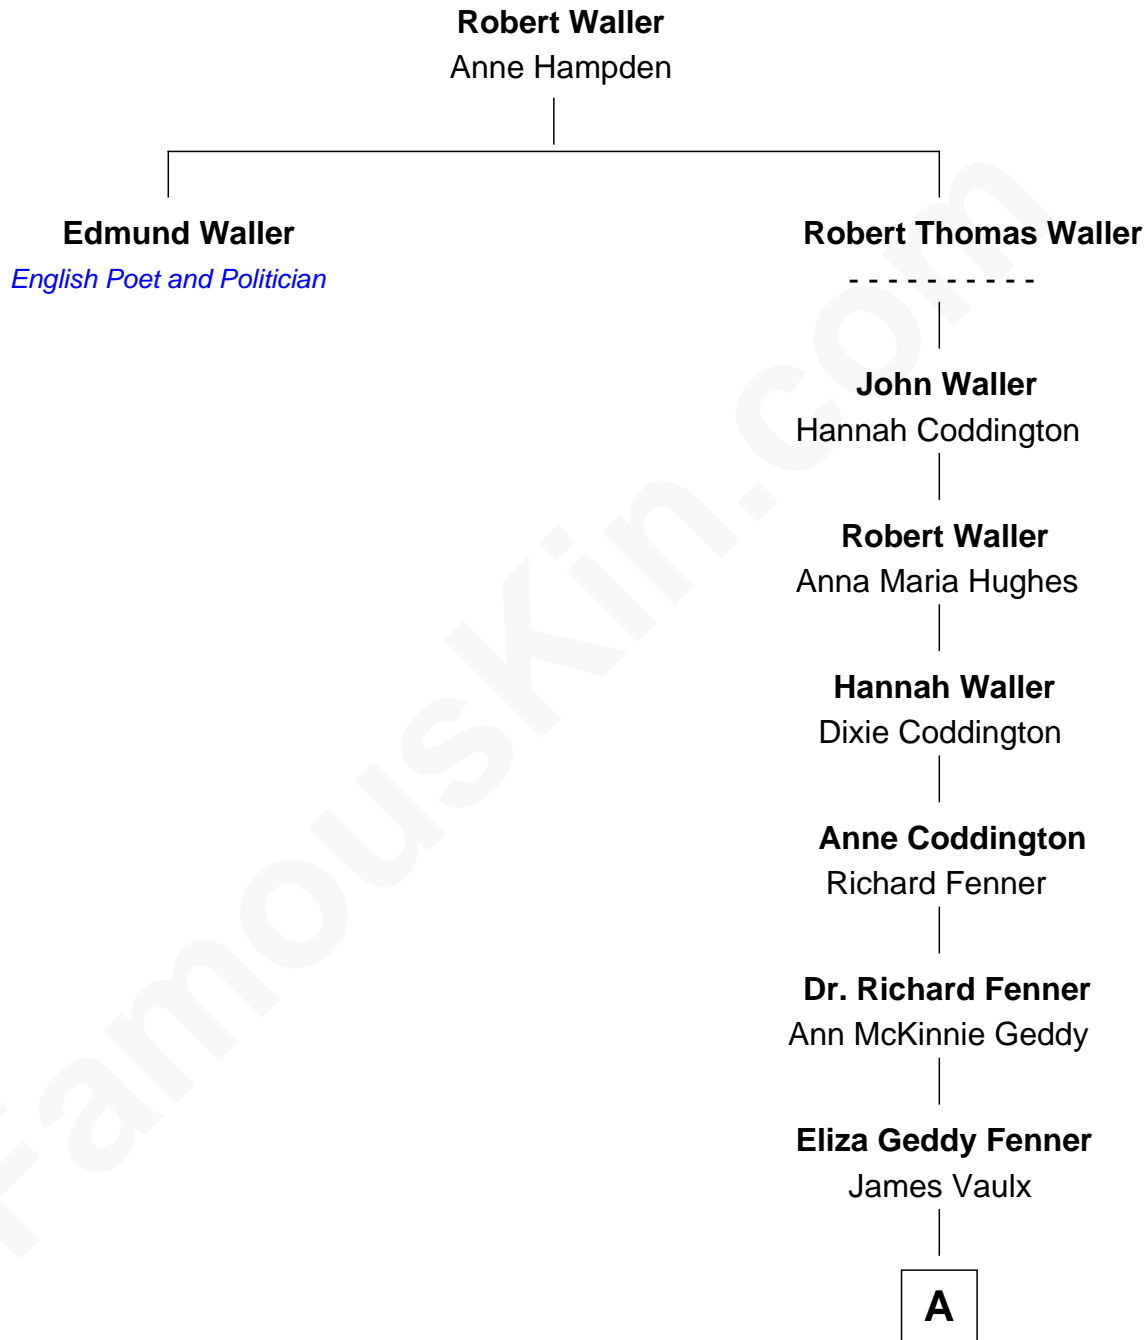 Robert Waller
Anne Hampden
Edmund Waller
English Poet and Politician
Robert Thomas Waller
- - - - - - - - - -
John Waller
Hannah Coddington
Robert Waller
Anna Maria Hughes
Hannah Waller
Dixie Coddington
Anne Coddington
Richard Fenner
Dr. Richard Fenner
Ann McKinnie Geddy
Eliza Geddy Fenner
James Vaulx
A
FamousKin.com